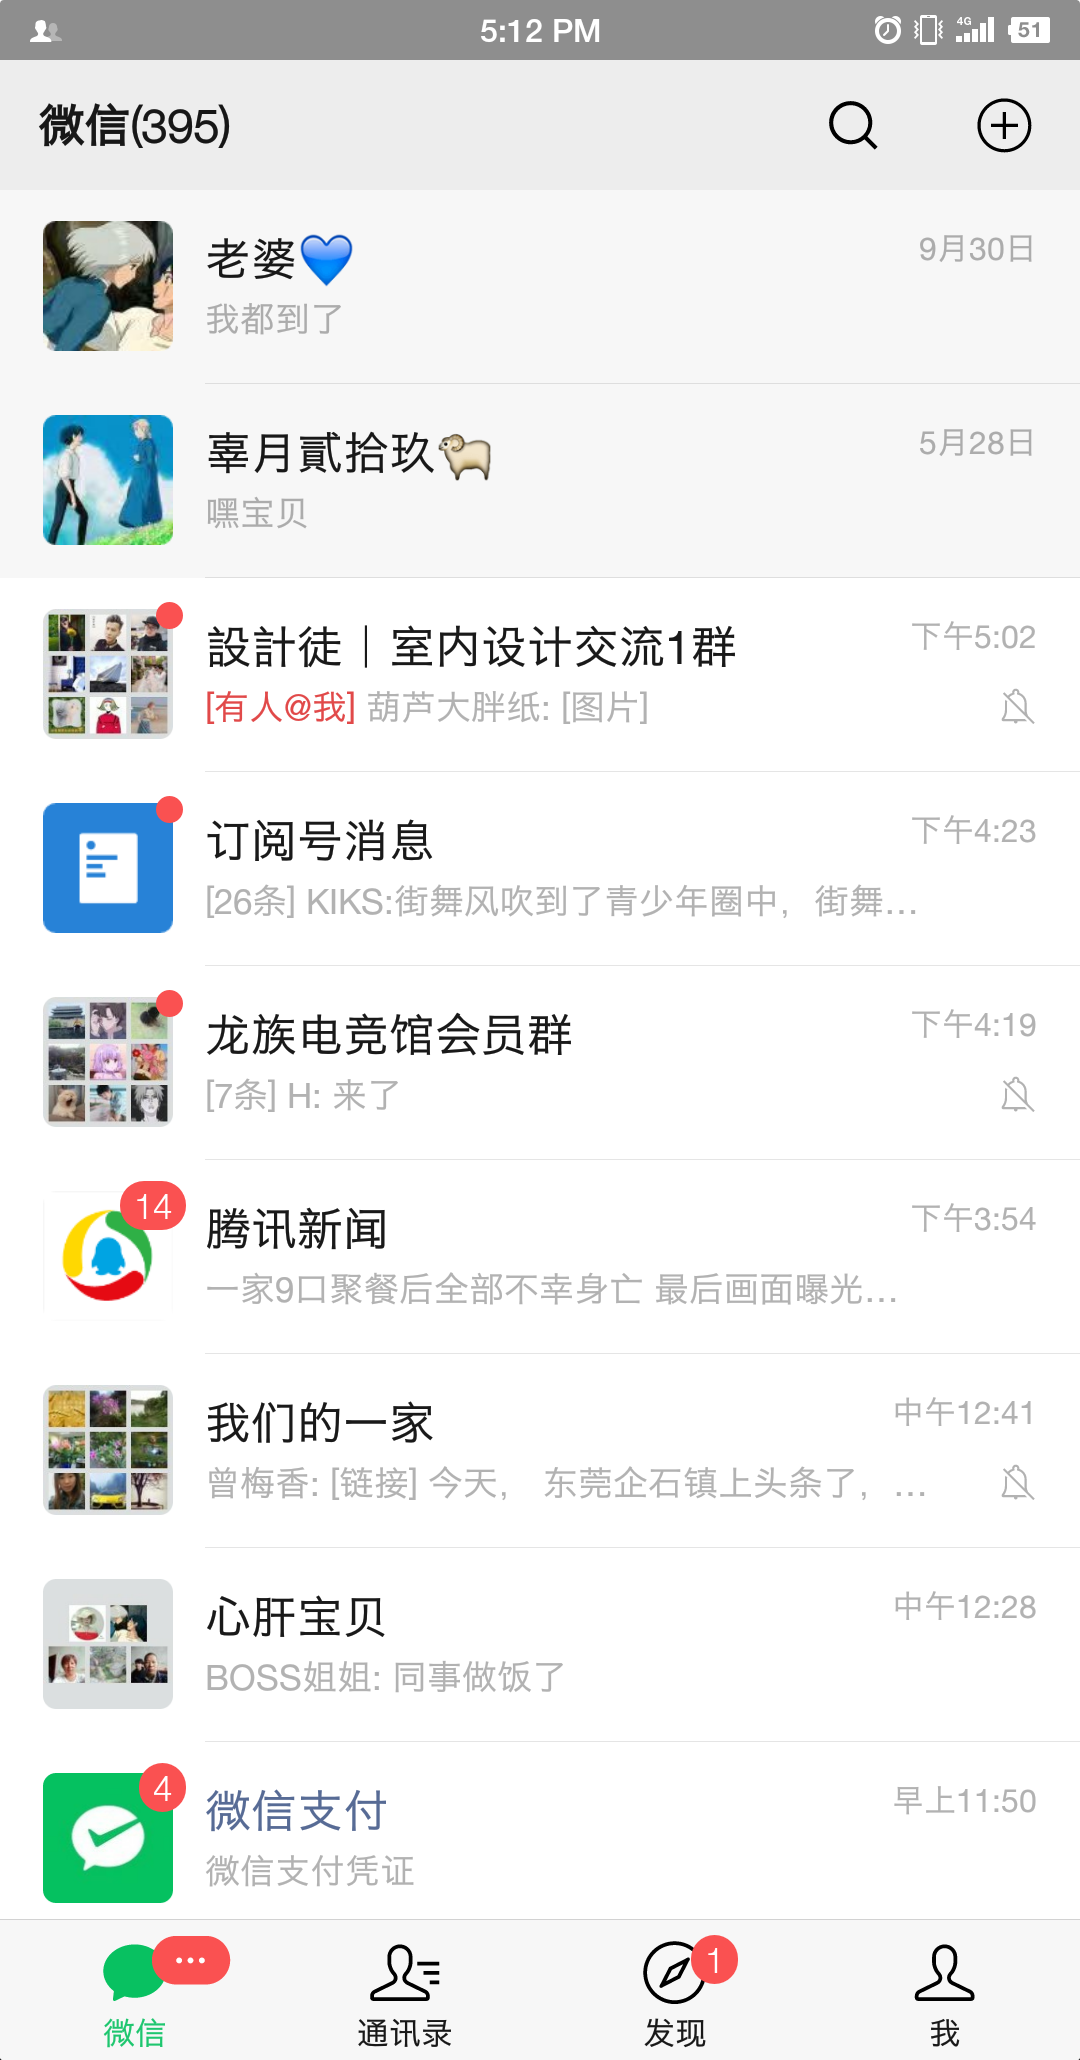 5:12 PM
4G
51
微信(395)
老婆💙
9月30日
我都到了
辜月貳拾玖🐏
5月28日
嘿宝贝
設計徒｜室内设计交流1群
下午5:02
[有人@我] 葫芦大胖纸: [图片]
订阅号消息
下午4:23
[26条] KIKS:街舞风吹到了青少年圈中，街舞...
龙族电竞馆会员群
下午4:19
[7条] H: 来了
14
腾讯新闻
下午3:54
一家9口聚餐后全部不幸身亡 最后画面曝光...
我们的一家
中午12:41
曾梅香: [链接] 今天， 东莞企石镇上头条了，...
心肝宝贝
中午12:28
BOSS姐姐: 同事做饭了
4
微信支付
早上11:50
微信支付凭证
...
1
微信
通讯录
发现
我